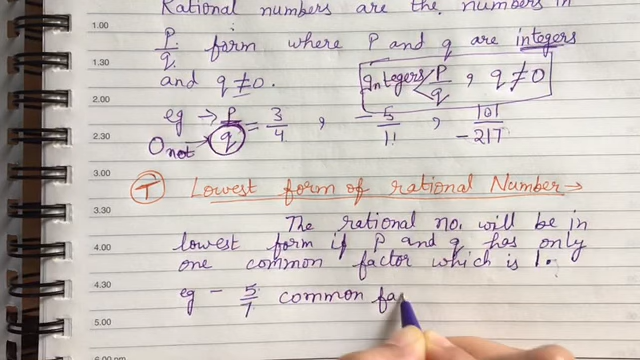 Rational numbers are the numbers in
1.00
P/q form where P and q are integers
1.30
and q ≠ 0. Integers P/q , q ≠ 0
2.00
eg → P/q = 3/4 , -5/11 , 101/-217
0 not
2.30
3.00
T Lowest form of rational Number →
3.30
The rational no. will be in
4.00
lowest form if P and q has only
one common factor which is 1.
4.30
eg - 5/7 common fa
5.00
6.00 pm